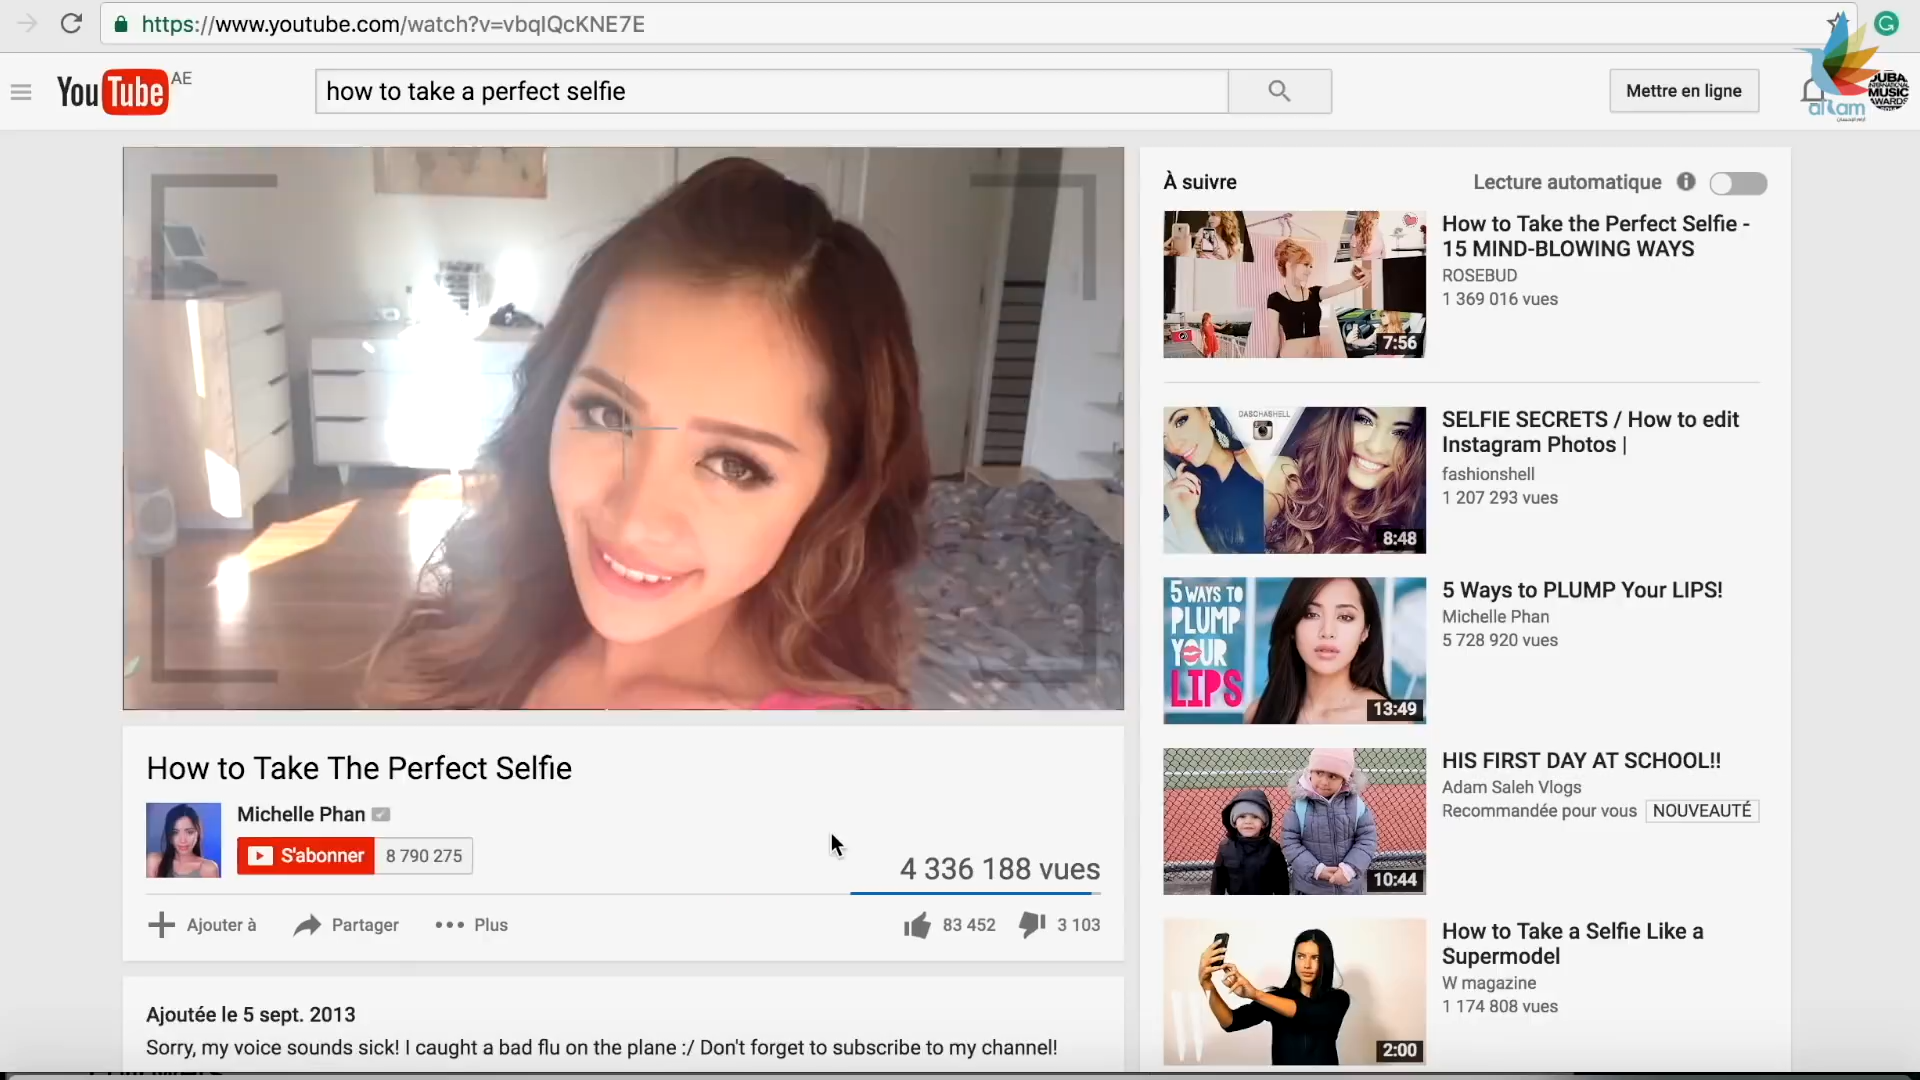 https://www.youtube.com/watch?v=vbqIQcKNE7E
YouTube AE
how to take a perfect selfie
Mettre en ligne
DUBAI
INTERNATIONAL
MUSIC
AWARDS
aflam
À suivre
Lecture automatique
How to Take the Perfect Selfie -
15 MIND-BLOWING WAYS
ROSEBUD
1 369 016 vues
7:56
DASCHASHELL
SELFIE SECRETS / How to edit
Instagram Photos |
fashionshell
1 207 293 vues
8:48
5 WAYS TO
PLUMP
YOUR
LIPS
13:49
5 Ways to PLUMP Your LIPS!
Michelle Phan
5 728 920 vues
HIS FIRST DAY AT SCHOOL!!
Adam Saleh Vlogs
Recommandée pour vous NOUVEAUTÉ
10:44
How to Take a Selfie Like a
Supermodel
W magazine
1 174 808 vues
W
2:00
How to Take The Perfect Selfie
Michelle Phan
S'abonner 8 790 275
4 336 188 vues
Ajouter à Partager Plus
83 452 3 103
Ajoutée le 5 sept. 2013
Sorry, my voice sounds sick! I caught a bad flu on the plane :/ Don't forget to subscribe to my channel!